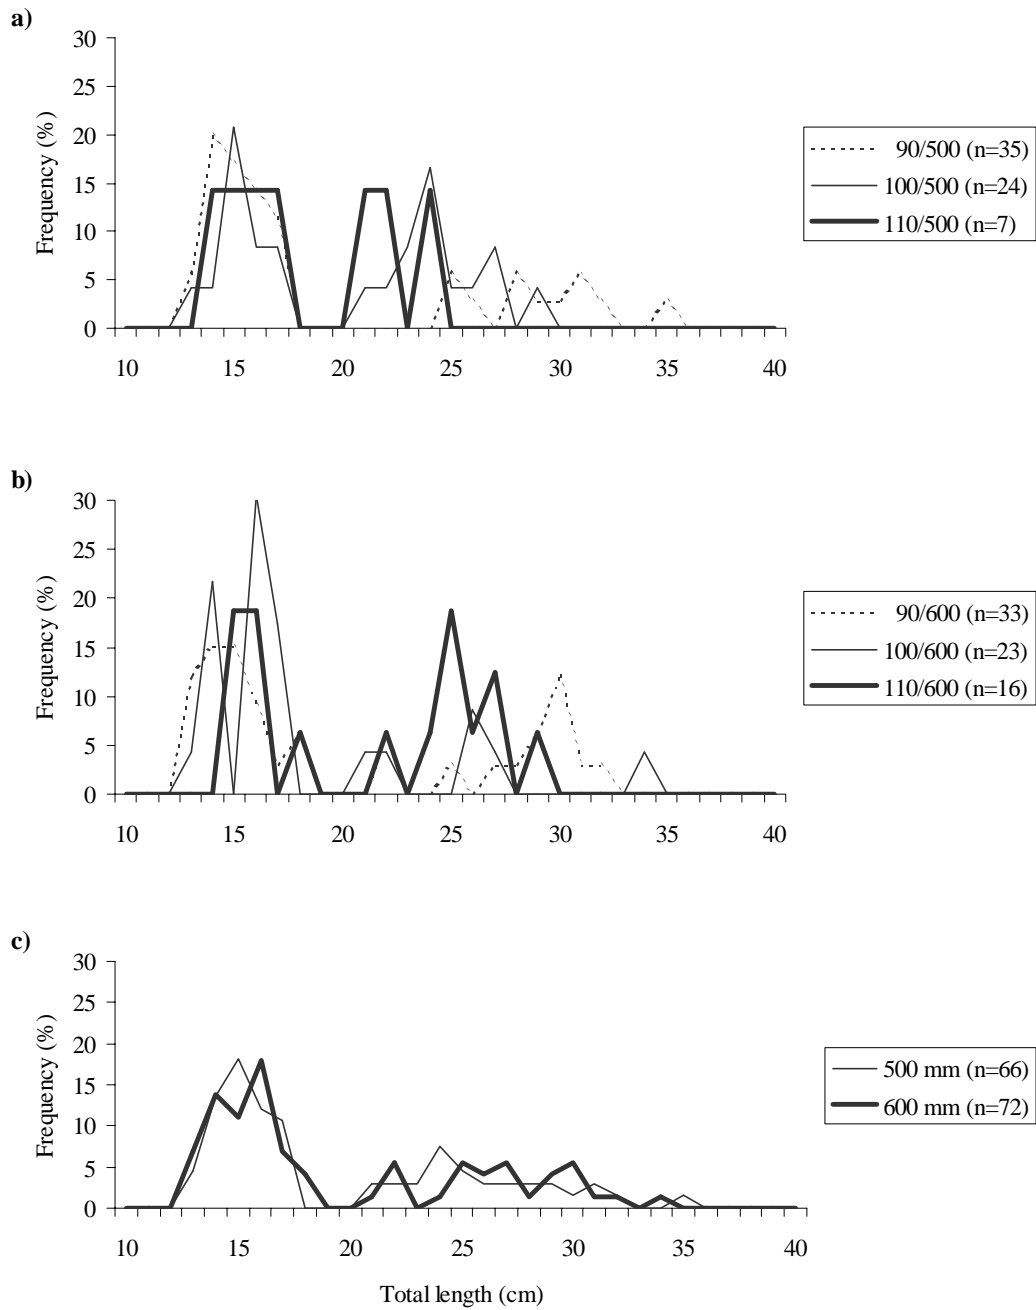 a)
30
25
20
15
10
5
0
Frequency (%)
10 15 20 25 30 35 40
90/500 (n=35)
100/500 (n=24)
110/500 (n=7)
b)
30
25
20
15
10
5
0
Frequency (%)
10 15 20 25 30 35 40
90/600 (n=33)
100/600 (n=23)
110/600 (n=16)
c)
30
25
20
15
10
5
0
Frequency (%)
10 15 20 25 30 35 40
Total length (cm)
500 mm (n=66)
600 mm (n=72)